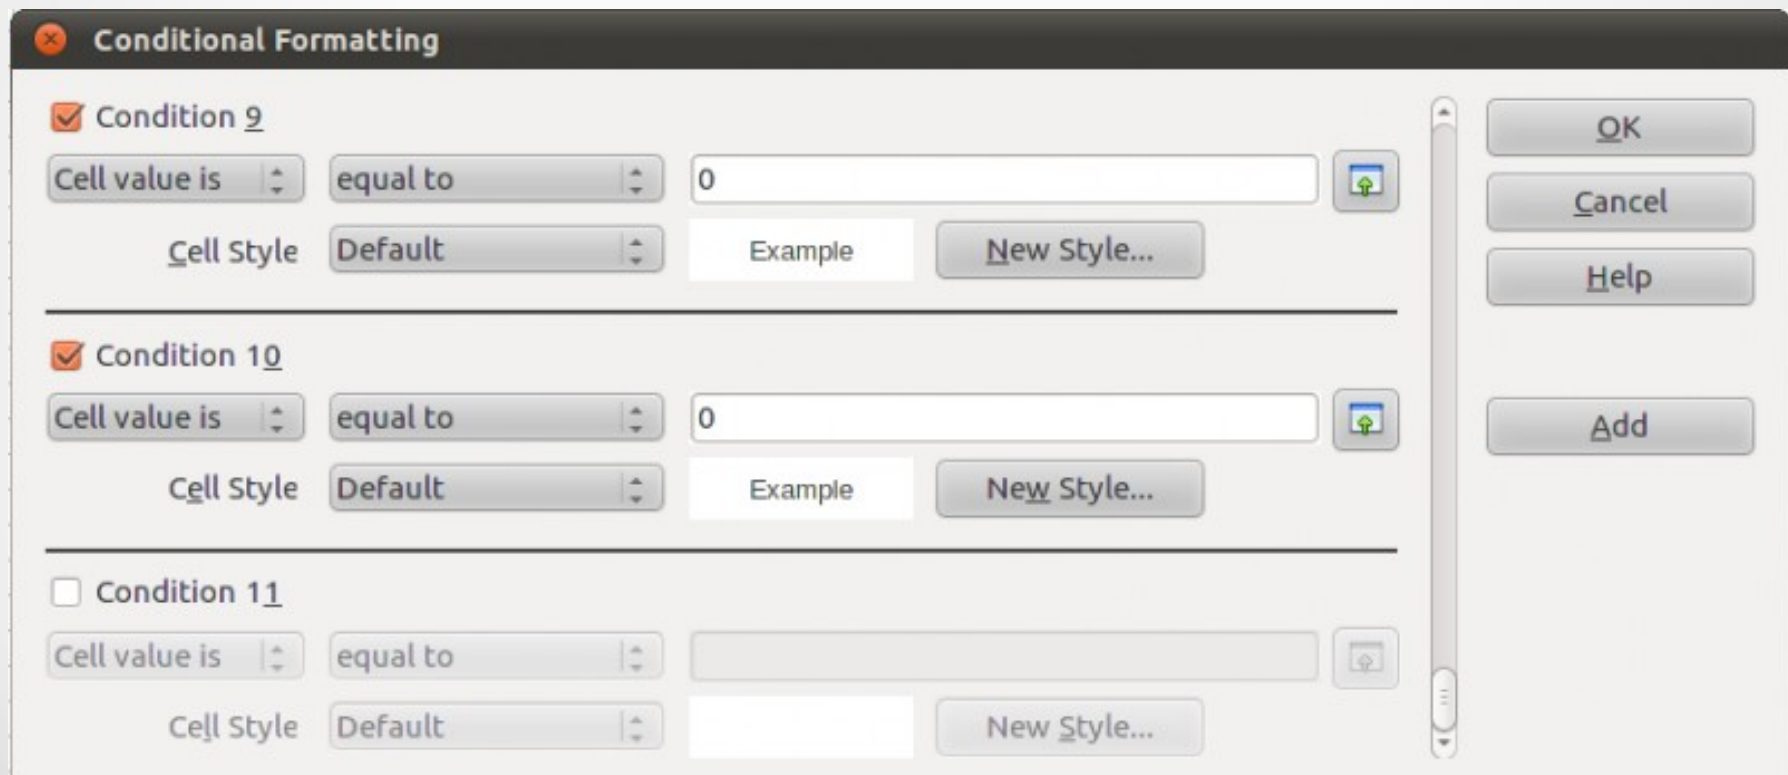 Conditional Formatting
Condition 9
OK
Cell value is equal to 0
Cancel
Cell Style Default Example New Style...
Help
Condition 10
Cell value is equal to 0
Add
Cell Style Default Example New Style...
Condition 11
Cell value is equal to
Cell Style Default New Style...